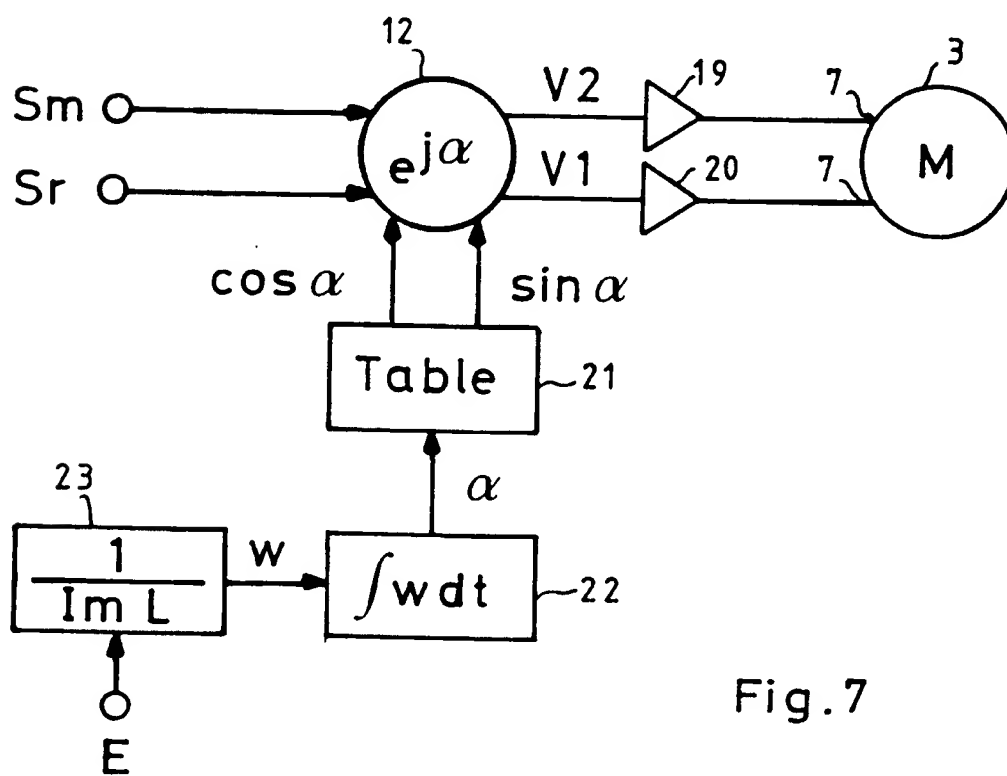 12
19
3
Sm
V2
7
e^jα
M
Sr
V1
20
7
cos α
sin α
Table
21
23
α
1
w
∫w dt
22
Im L
E
Fig.7